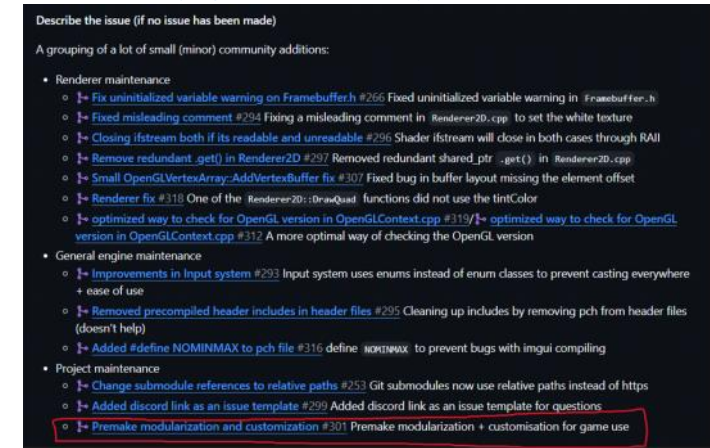 Describe the issue (if no issue has been made)
A grouping of a lot of small (minor) community additions:
• Renderer maintenance
○ Fix uninitialized variable warning on Framebuffer.h #266 Fixed uninitialized variable warning in Framebuffer.h
○ Fixed misleading comment #294 Fixing a misleading comment in Renderer2D.cpp to set the white texture
○ Closing ifstream both if its readable and unreadable #296 Shader ifstream will close in both cases through RAII
○ Remove redundant .get() in Renderer2D #297 Removed redundant shared_ptr .get() in Renderer2D.cpp
○ Small OpenGLVertexArray::AddVertexBuffer fix #307 Fixed bug in buffer layout missing the element offset
○ Renderer fix #318 One of the Renderer2D::DrawQuad functions did not use the tintColor
○ optimized way to check for OpenGL version in OpenGLContext.cpp #319/ optimized way to check for OpenGL
version in OpenGLContext.cpp #312 A more optimal way of checking the OpenGL version
• General engine maintenance
○ Improvements in Input system #293 Input system uses enums instead of enum classes to prevent casting everywhere
+ ease of use
○ Removed precompiled header includes in header files #295 Cleaning up includes by removing pch from header files
(doesn't help)
○ Added #define NOMINMAX to pch file #316 define NOMINMAX to prevent bugs with imgui compiling
• Project maintenance
○ Change submodule references to relative paths #253 Git submodules now use relative paths instead of https
○ Added discord link as an issue template #299 Added discord link as an issue template for questions
○ Premake modularization and customization #301 Premake modularization + customisation for game use